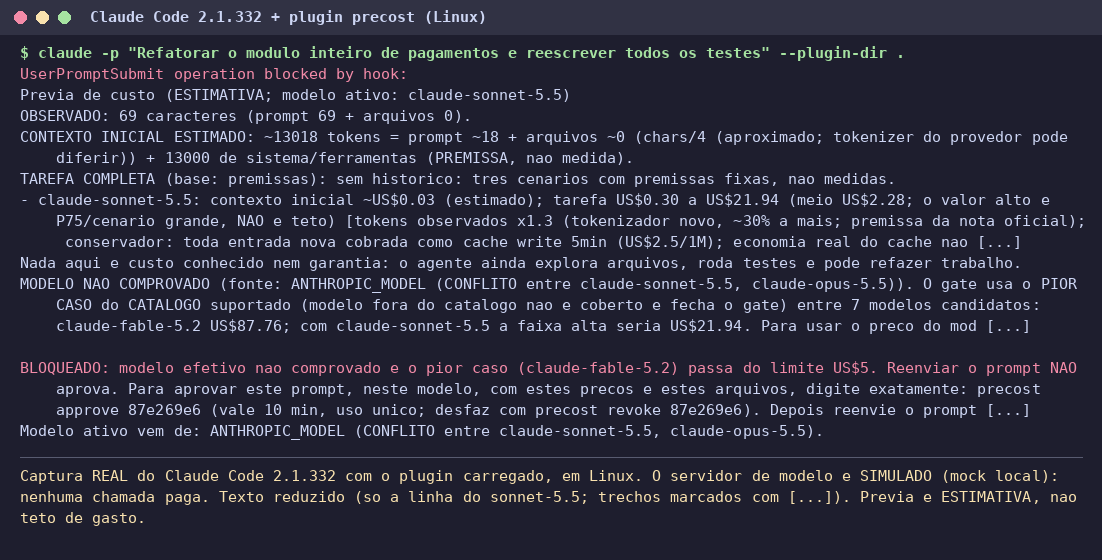 Claude Code 2.1.332 + plugin precost (Linux)
$ claude -p "Refatorar o modulo inteiro de pagamentos e reescrever todos os testes" --plugin-dir .
UserPromptSubmit operation blocked by hook:
Previa de custo (ESTIMATIVA; modelo ativo: claude-sonnet-5.5)
OBSERVADO: 69 caracteres (prompt 69 + arquivos 0).
CONTEXTO INICIAL ESTIMADO: ~13018 tokens = prompt ~18 + arquivos ~0 (chars/4 (aproximado; tokenizer do provedor pode
diferir)) + 13000 de sistema/ferramentas (PREMISSA, nao medida).
TAREFA COMPLETA (base: premissas): sem historico: tres cenarios com premissas fixas, nao medidas.
- claude-sonnet-5.5: contexto inicial ~US$0.03 (estimado); tarefa US$0.30 a US$21.94 (meio US$2.28; o valor alto e
P75/cenario grande, NAO e teto) [tokens observados x1.3 (tokenizador novo, ~30% a mais; premissa da nota oficial);
conservador: toda entrada nova cobrada como cache write 5min (US$2.5/1M); economia real do cache nao [...]
Nada aqui e custo conhecido nem garantia: o agente ainda explora arquivos, roda testes e pode refazer trabalho.
MODELO NAO COMPROVADO (fonte: ANTHROPIC_MODEL (CONFLITO entre claude-sonnet-5.5, claude-opus-5.5)). O gate usa o PIOR
CASO do CATALOGO suportado (modelo fora do catalogo nao e coberto e fecha o gate) entre 7 modelos candidatos:
claude-fable-5.2 US$87.76; com claude-sonnet-5.5 a faixa alta seria US$21.94. Para usar o preco do mod [...]
BLOQUEADO: modelo efetivo nao comprovado e o pior caso (claude-fable-5.2) passa do limite US$5. Reenviar o prompt NAO
aprova. Para aprovar este prompt, neste modelo, com estes precos e estes arquivos, digite exatamente: precost
approve 87e269e6 (vale 10 min, uso unico; desfaz com precost revoke 87e269e6). Depois reenvie o prompt [...]
Modelo ativo vem de: ANTHROPIC_MODEL (CONFLITO entre claude-sonnet-5.5, claude-opus-5.5).
Captura REAL do Claude Code 2.1.332 com o plugin carregado, em Linux. O servidor de modelo e SIMULADO (mock local):
nenhuma chamada paga. Texto reduzido (so a linha do sonnet-5.5; trechos marcados com [...]). Previa e ESTIMATIVA, nao
teto de gasto.